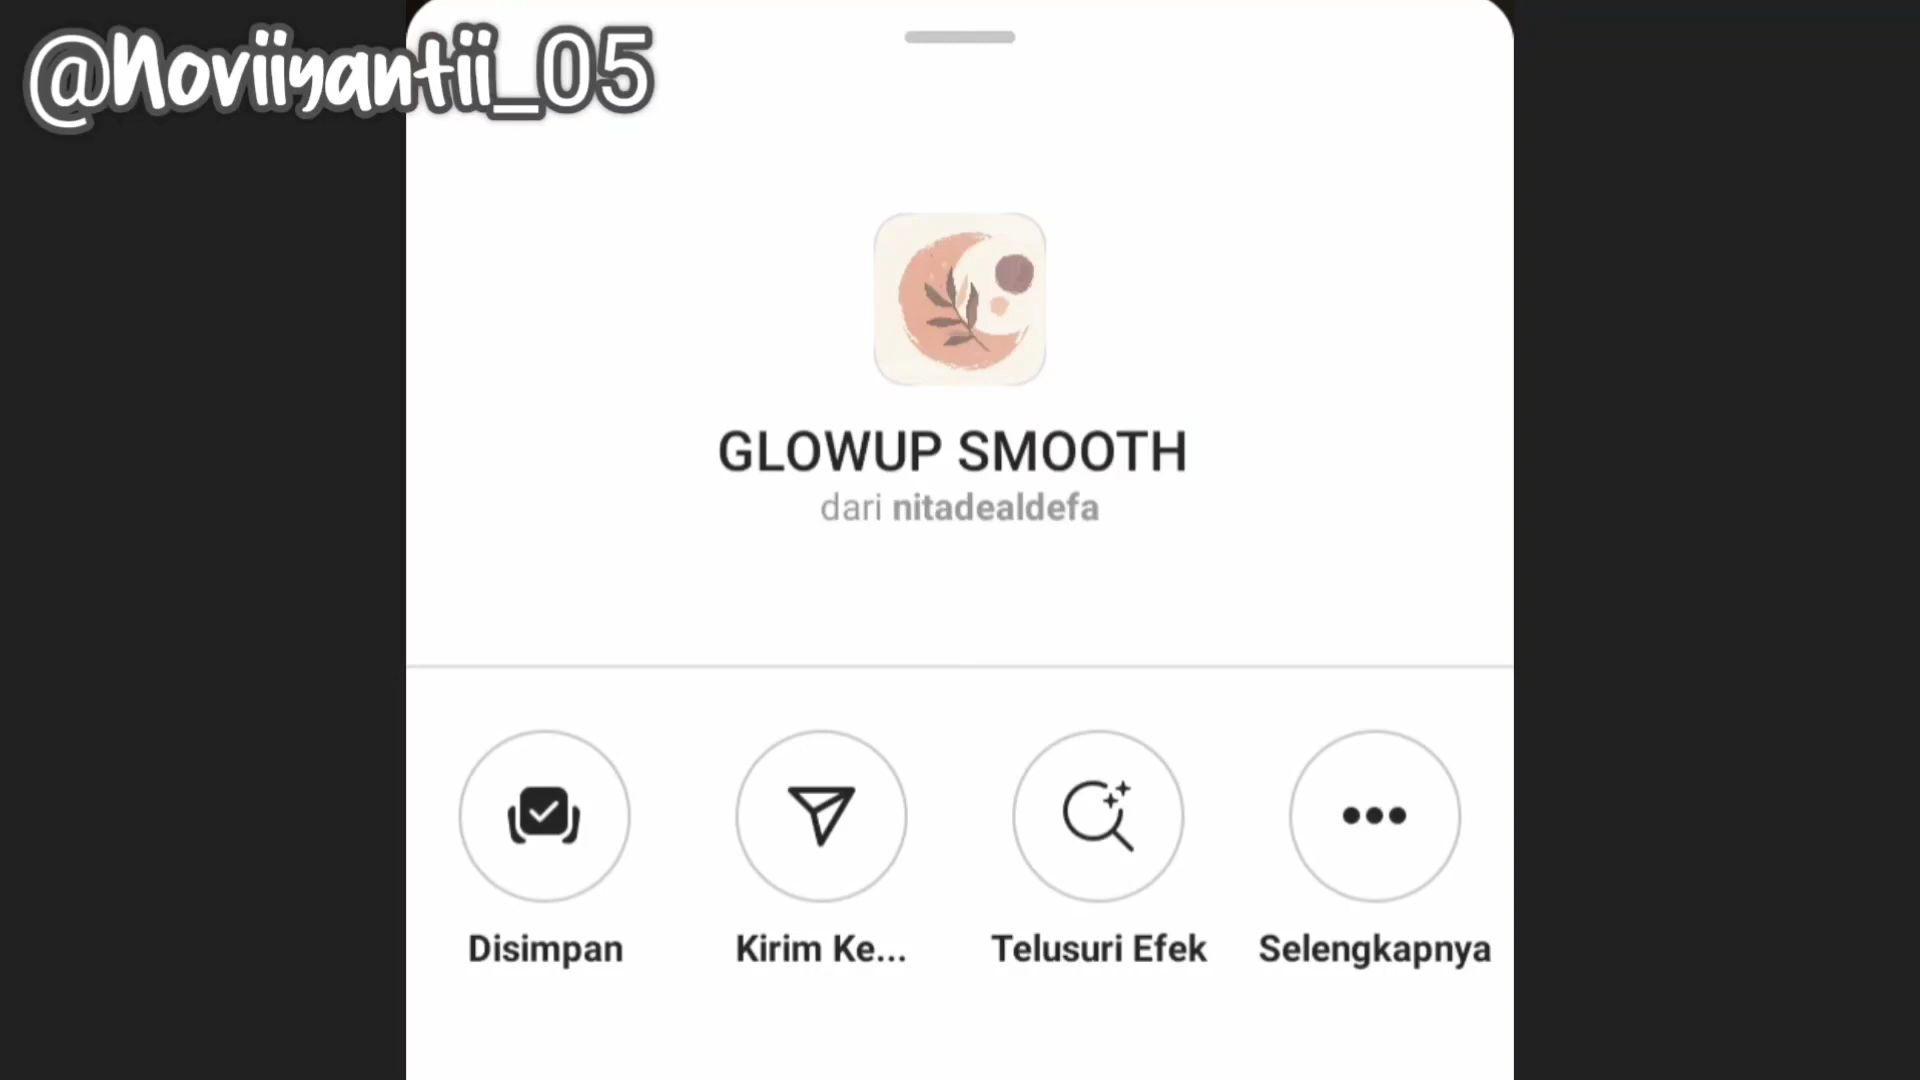 @Noviiyantii_05
GLOWUP SMOOTH
dari nitadealdefa
Disimpan
Kirim Ke...
Telusuri Efek
Selengkapnya